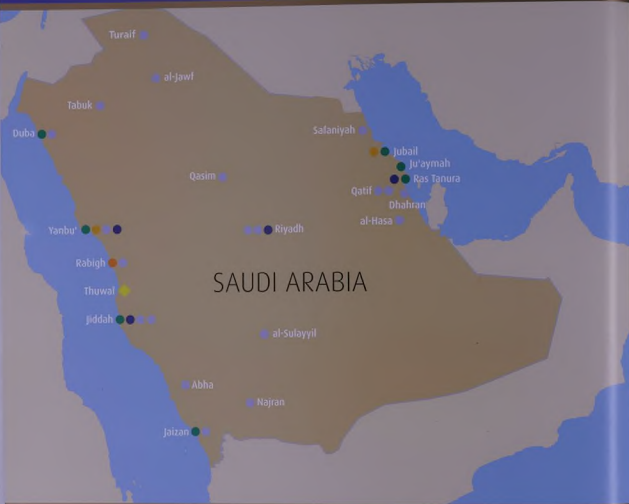 Turaif
al-Jawf
Tabuk
Duba
Safaniyah
Jubail
Ju'aymah
Ras Tanura
Qasim
Qatif
Dhahran
al-Hasa
Yanbu'
Riyadh
Rabigh
SAUDI ARABIA
Thuwal
Jiddah
al-Sulayyil
Abha
Najran
Jaizan